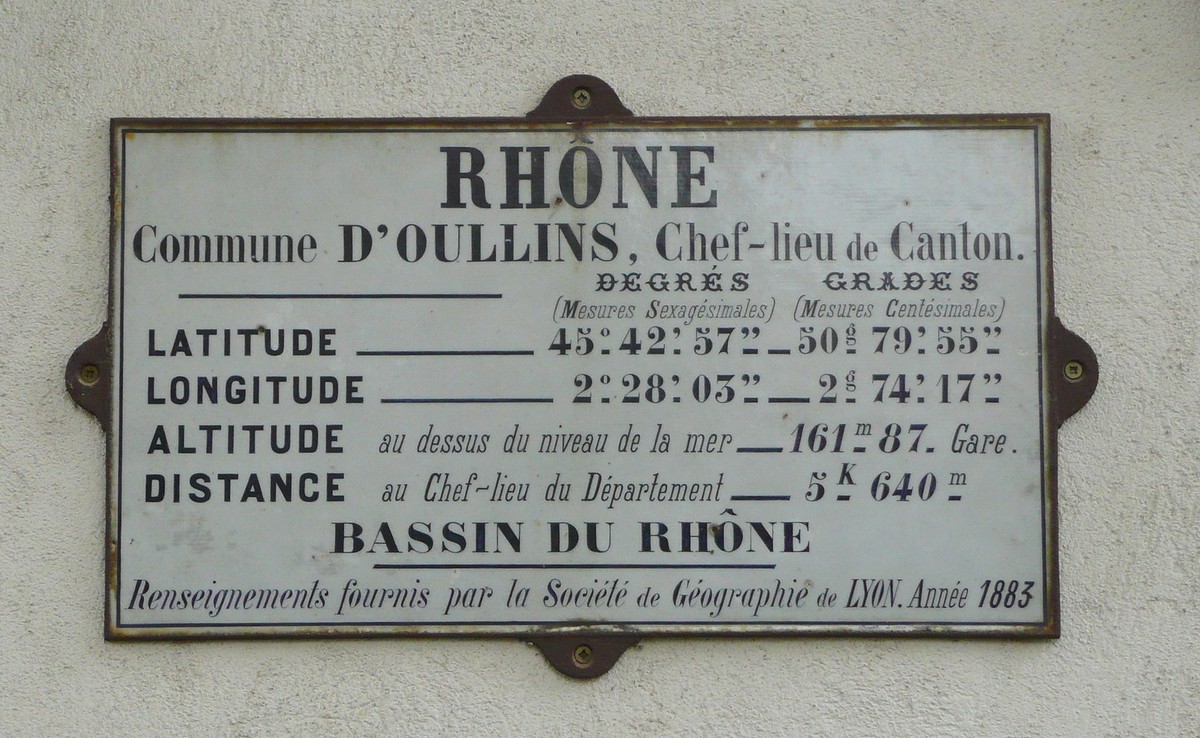 RHÔNE
Commune D'OULLINS, Chef-lieu de Canton.
DEGRÉS GRADES
(Mesures Sexagésimales) (Mesures Centésimales)
LATITUDE 45° 42' 57" 50g 79' 55"
LONGITUDE 2° 28' 03" 2g 74' 17"
ALTITUDE au dessus du niveau de la mer 161m 87. Gare.
DISTANCE au Chef-lieu du Département 5K 640m
BASSIN DU RHÔNE
Renseignements fournis par la Société de Géographie de LYON. Année 1883